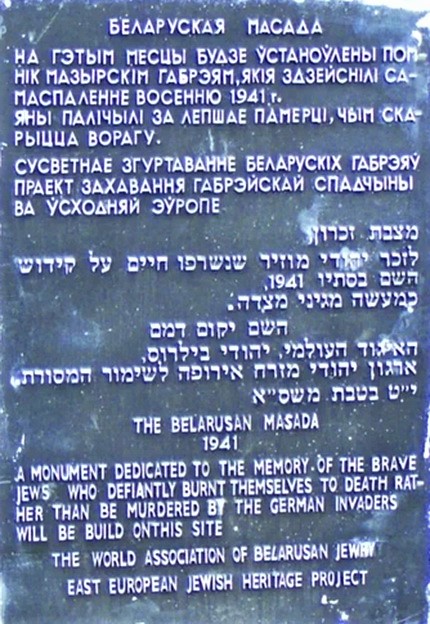 БЕЛАРУСКАЯ МАСАДА
НА ГЭТЫМ МЕСЦЫ БУДЗЕ ЎСТАНОЎЛЕНЫ ПОМ-
НІК МАЗЫРСКІМ ГАБРЭЯМ, ЯКІЯ ЗДЗЕЙСНІЛІ СА-
МАСПАЛЕННЕ ВОСЕННЮ 1941 г.
ЯНЫ ПАЛІЧЫЛІ ЗА ЛЕПШАЕ ПАМЕРЦІ, ЧЫМ СКА-
РЫЦЦА ВОРАГУ.
СУСВЕТНАЕ ЗГУРТАВАННЕ БЕЛАРУСКІХ ГАБРЭЯЎ
ПРАЕКТ ЗАХАВАННЯ ГАБРЭЙСКАЙ СПАДЧЫНЫ
ВА ЎСХОДНЯЙ ЭЎРОПЕ
מצבת זכרון
לזכר יהודי מוזיר שנשרפו חיים על קידוש
השם בסתיו 1941,
כמעשה מגיני מצדה.
השם יקום דמם
האיגוד העולמי, יהודי בילרוס,
ארגון יהודי מזרח אירופה לשימור המסורת,
י״ט בטבת משס״א
THE BELARUSAN MASADA
1941
A MONUMENT DEDICATED TO THE MEMORY OF THE BRAVE
JEWS WHO DEFIANTLY BURNT THEMSELVES TO DEATH RAT-
HER THAN BE MURDERED BY THE GERMAN INVADERS
WILL BE BUILD ONTHIS SITE
THE WORLD ASSOCIATION OF BELARUSAN JEWRY
EAST EUROPEAN JEWISH HERITAGE PROJECT